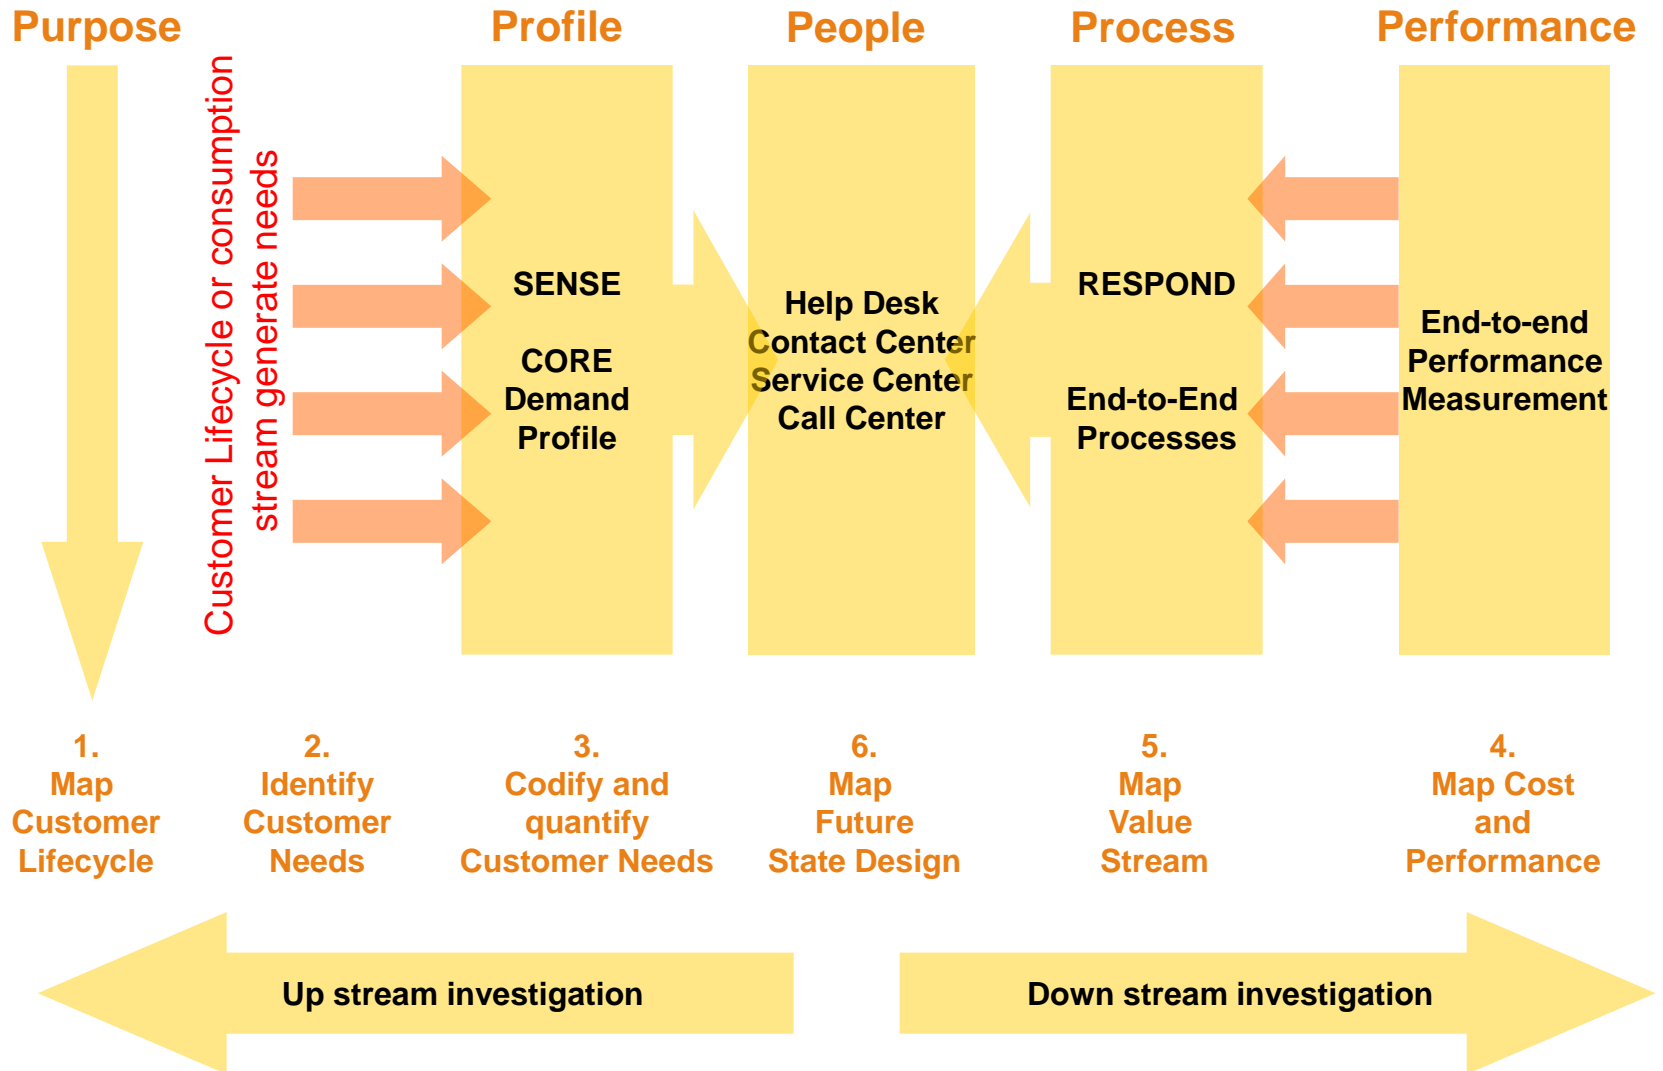 Purpose
Profile
People
Process
Performance
Customer Lifecycle or consumption
stream generate needs
SENSE
CORE
Demand
Profile
Help Desk
Contact Center
Service Center
Call Center
RESPOND
End-to-End
Processes
End-to-end
Performance
Measurement
1.
Map
Customer
Lifecycle
2.
Identify
Customer
Needs
3.
Codify and
quantify
Customer Needs
6.
Map
Future
State Design
5.
Map
Value
Stream
4.
Map Cost
and
Performance
Up stream investigation
Down stream investigation